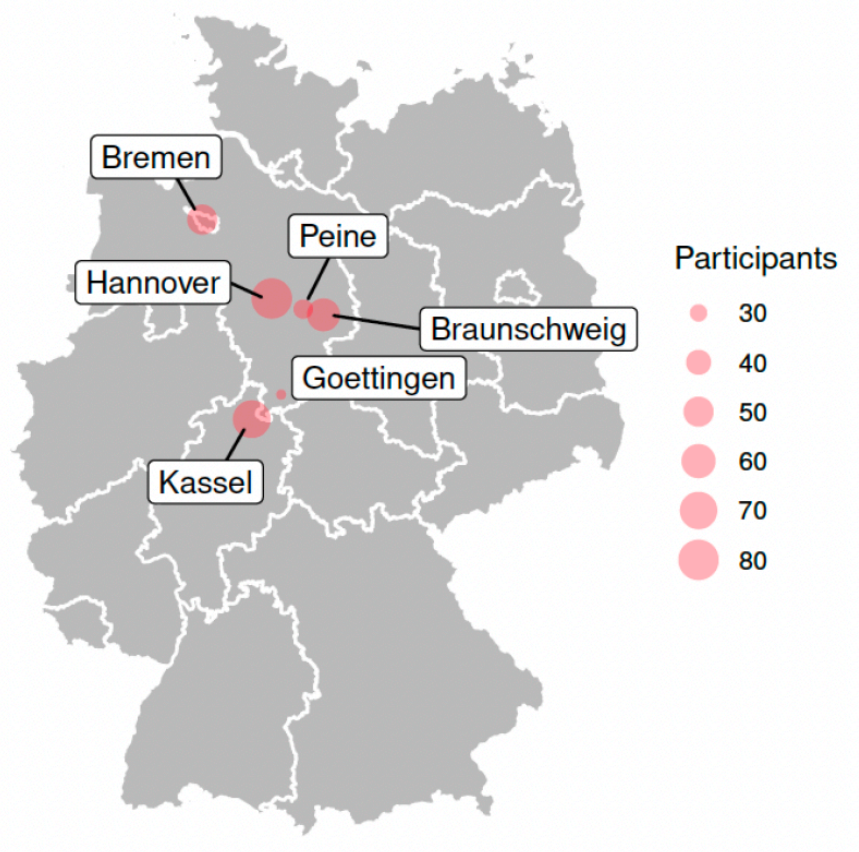 Bremen
Peine
Hannover
Braunschweig
Goettingen
Kassel
Participants
30
40
50
60
70
80